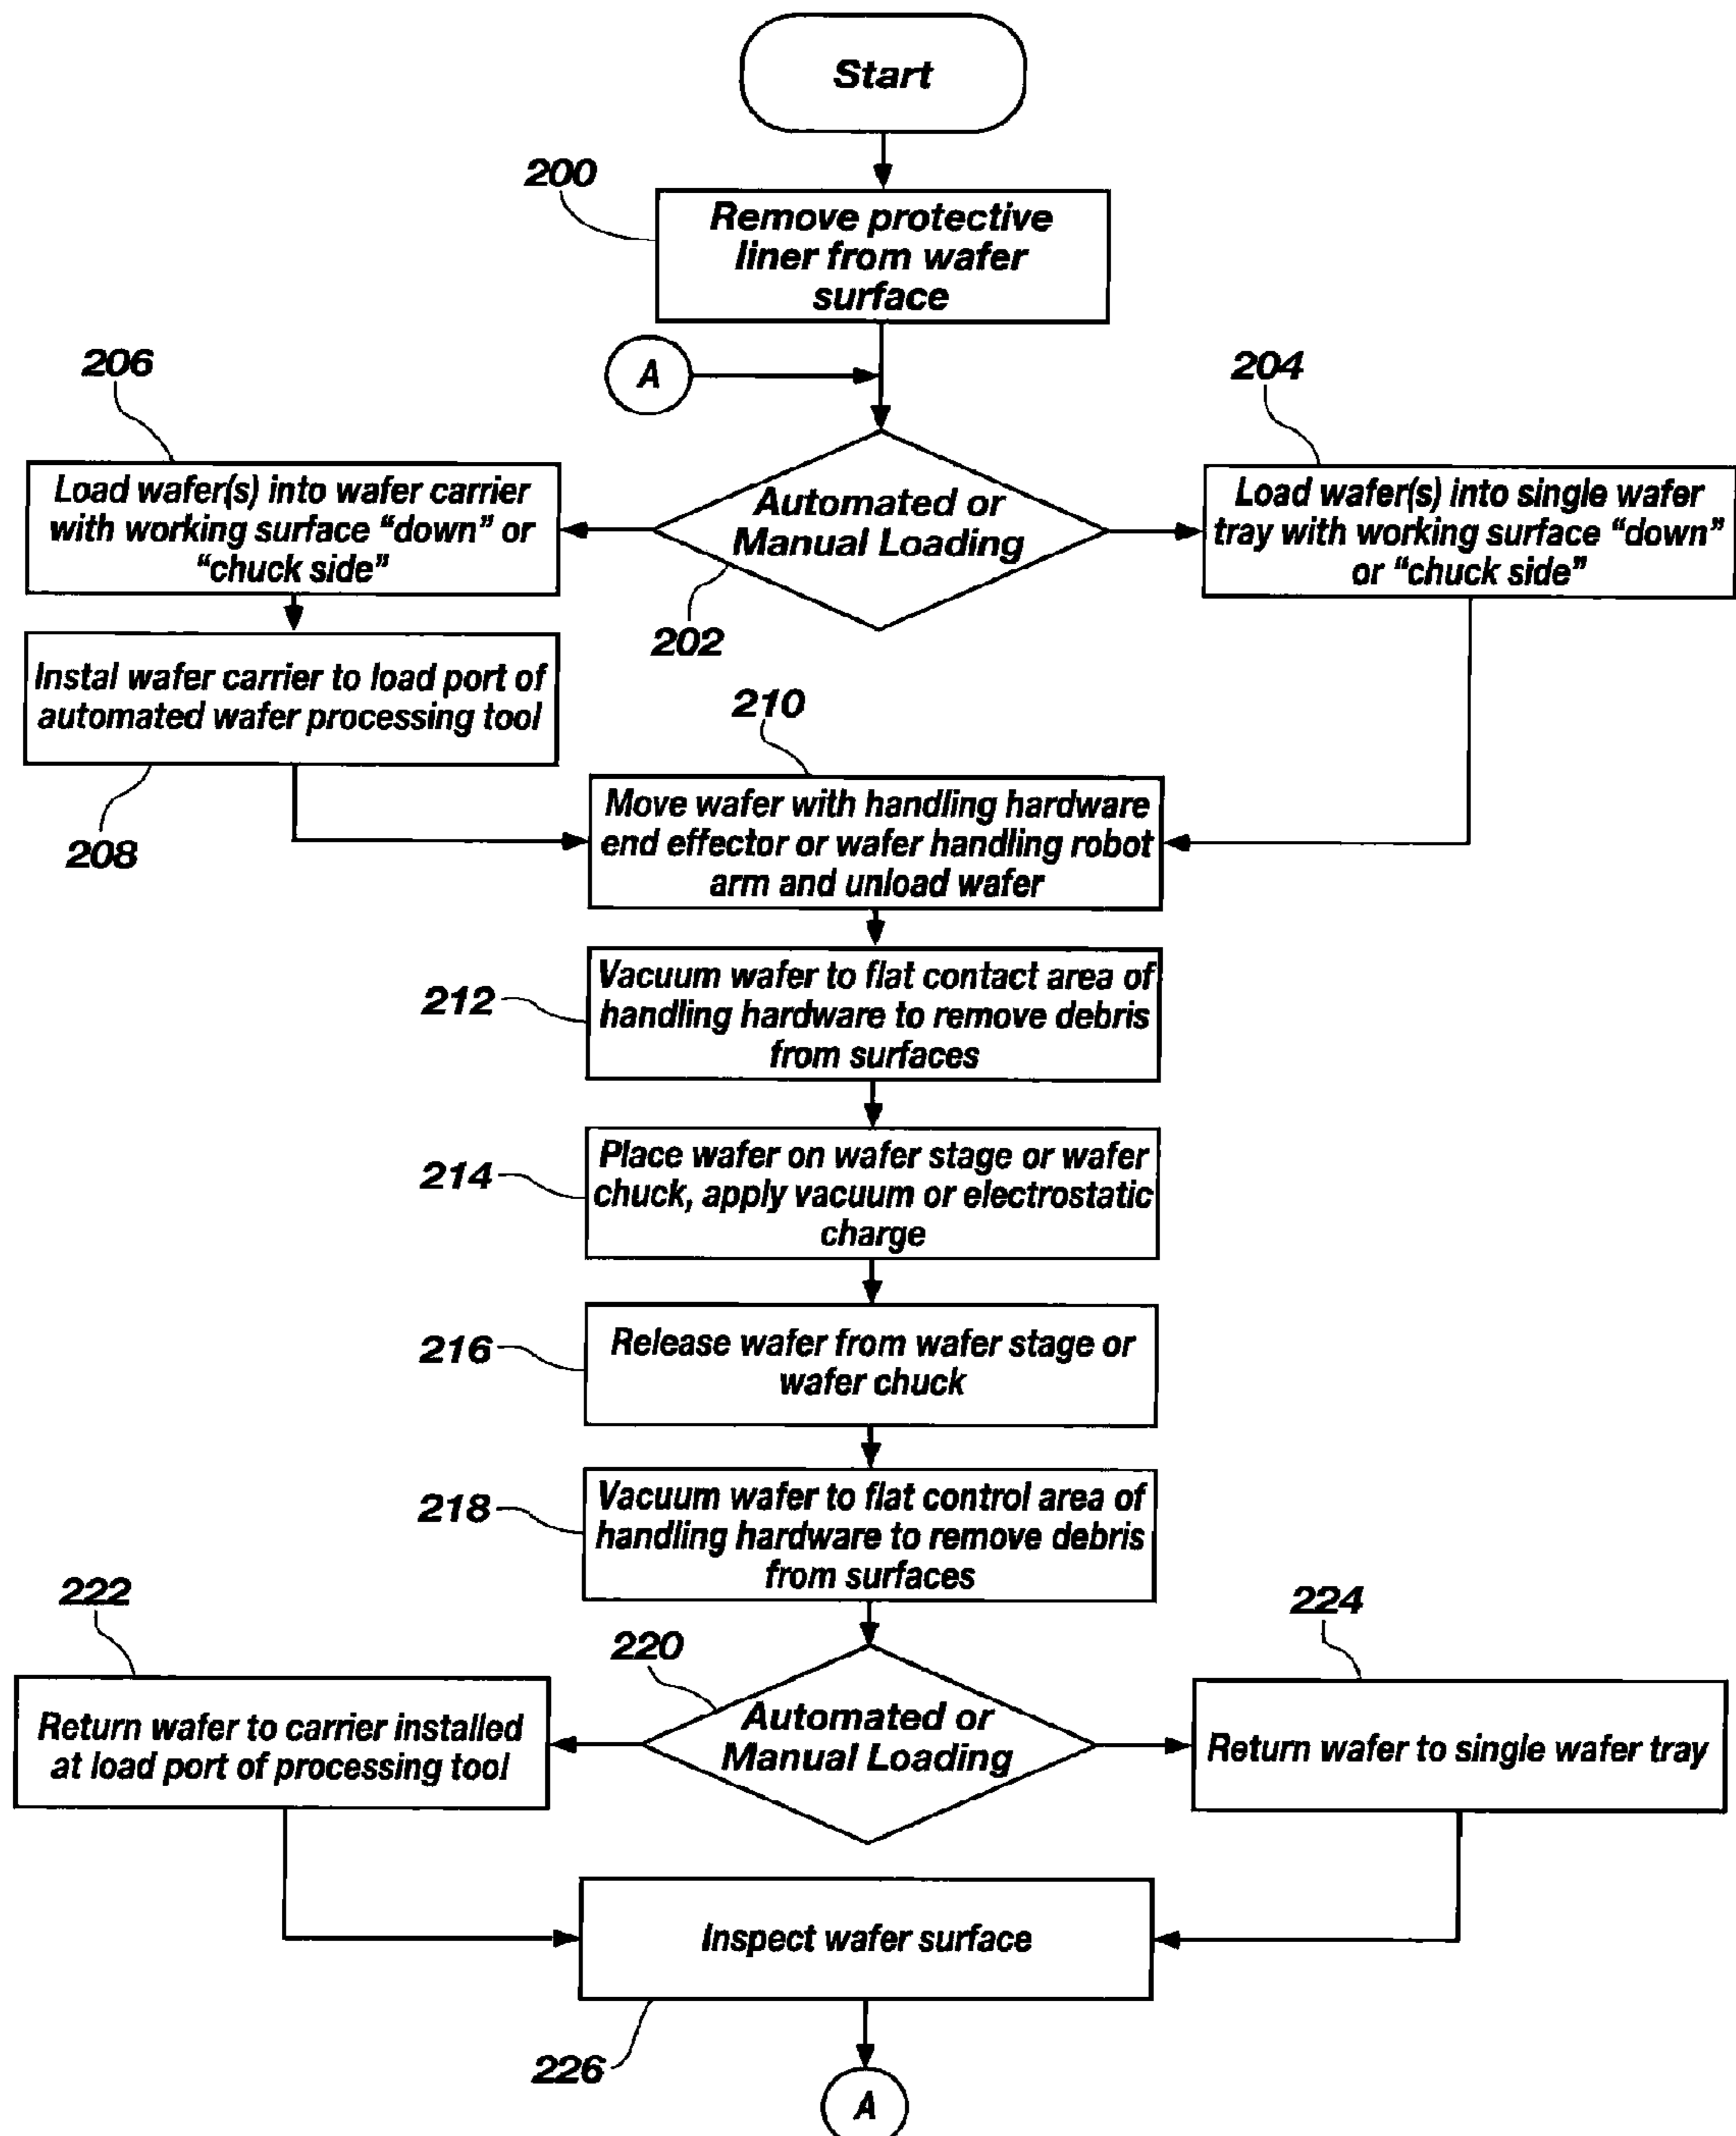 Start
200
Remove protective
liner from wafer
surface
A
206
204
Load wafer(s) into wafer carrier
with working surface “down” or
“chuck side”
Automated or
Manual Loading
202
Load wafer(s) into single wafer
tray with working surface “down”
or “chuck side”
Instal wafer carrier to load port of
automated wafer processing tool
208
210
Move wafer with handling hardware
end effector or wafer handling robot
arm and unload wafer
212
Vacuum wafer to flat contact area of
handling hardware to remove debris
from surfaces
214
Place wafer on wafer stage or wafer
chuck, apply vacuum or electrostatic
charge
216
Release wafer from wafer stage or
wafer chuck
218
Vacuum wafer to flat control area of
handling hardware to remove debris
from surfaces
222
220
224
Return wafer to carrier installed
at load port of processing tool
Automated or
Manual Loading
Return wafer to single wafer tray
Inspect wafer surface
226
A